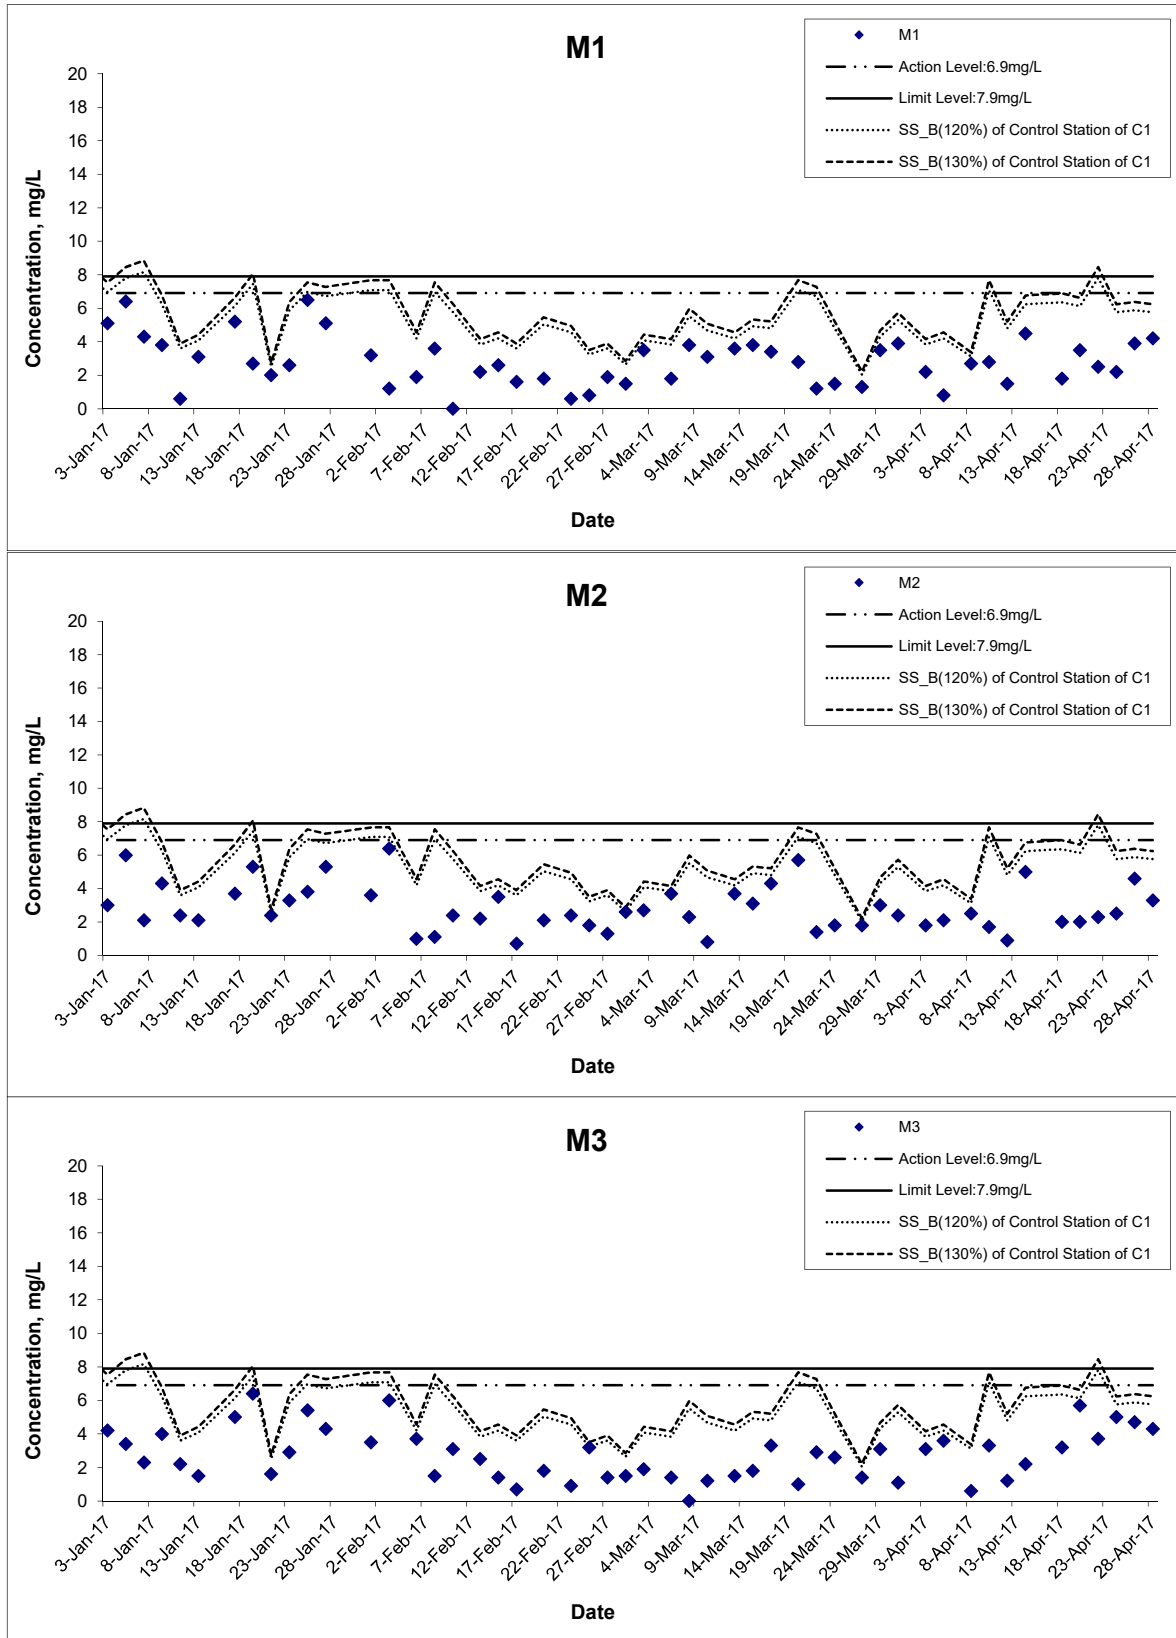 M1
M1
Action Level:6.9mg/L
Limit Level:7.9mg/L
SS_B(120%) of Control Station of C1
SS_B(130%) of Control Station of C1
Concentration, mg/L
20
18
16
14
12
10
8
6
4
2
0
3-Jan-17
8-Jan-17
13-Jan-17
18-Jan-17
23-Jan-17
28-Jan-17
2-Feb-17
7-Feb-17
12-Feb-17
17-Feb-17
22-Feb-17
27-Feb-17
4-Mar-17
9-Mar-17
14-Mar-17
19-Mar-17
24-Mar-17
29-Mar-17
3-Apr-17
8-Apr-17
13-Apr-17
18-Apr-17
23-Apr-17
28-Apr-17
Date
M2
M2
Action Level:6.9mg/L
Limit Level:7.9mg/L
SS_B(120%) of Control Station of C1
SS_B(130%) of Control Station of C1
Concentration, mg/L
20
18
16
14
12
10
8
6
4
2
0
3-Jan-17
8-Jan-17
13-Jan-17
18-Jan-17
23-Jan-17
28-Jan-17
2-Feb-17
7-Feb-17
12-Feb-17
17-Feb-17
22-Feb-17
27-Feb-17
4-Mar-17
9-Mar-17
14-Mar-17
19-Mar-17
24-Mar-17
29-Mar-17
3-Apr-17
8-Apr-17
13-Apr-17
18-Apr-17
23-Apr-17
28-Apr-17
Date
M3
M3
Action Level:6.9mg/L
Limit Level:7.9mg/L
SS_B(120%) of Control Station of C1
SS_B(130%) of Control Station of C1
Concentration, mg/L
20
18
16
14
12
10
8
6
4
2
0
3-Jan-17
8-Jan-17
13-Jan-17
18-Jan-17
23-Jan-17
28-Jan-17
2-Feb-17
7-Feb-17
12-Feb-17
17-Feb-17
22-Feb-17
27-Feb-17
4-Mar-17
9-Mar-17
14-Mar-17
19-Mar-17
24-Mar-17
29-Mar-17
3-Apr-17
8-Apr-17
13-Apr-17
18-Apr-17
23-Apr-17
28-Apr-17
Date